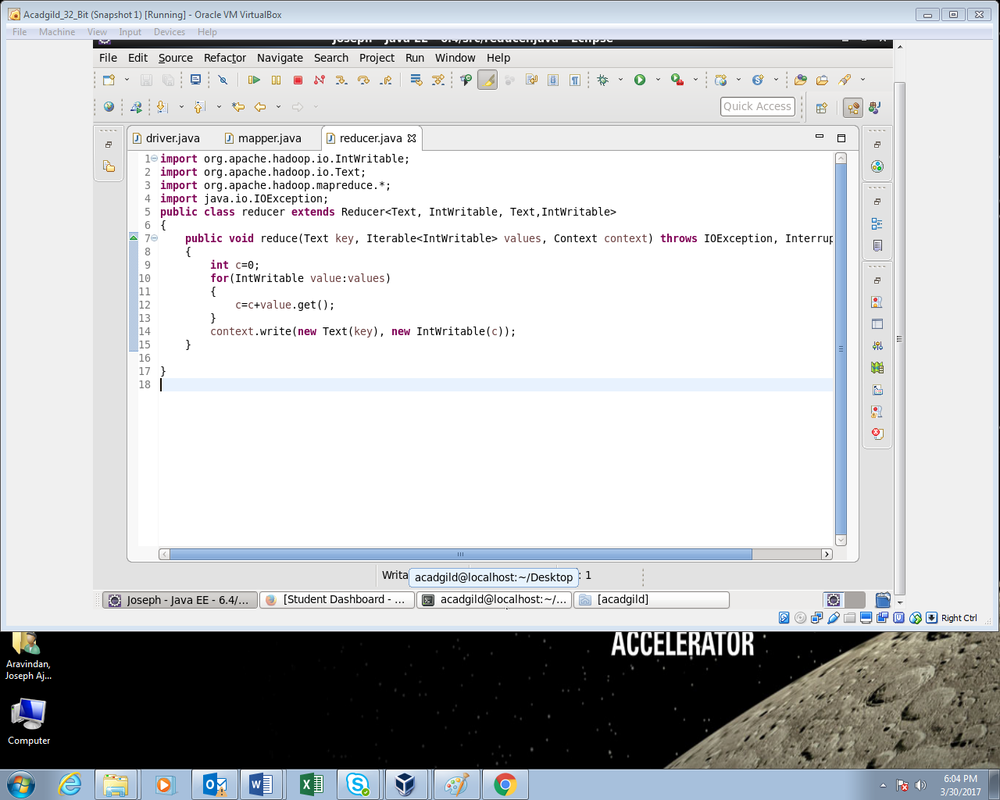 Acadgild_32_Bit (Snapshot 1) [Running] - Oracle VM VirtualBox
File Machine View Input Devices Help
Joseph - Java EE - 6.4/src/reducer.java - Eclipse
File Edit Source Refactor Navigate Search Project Run Window Help
Quick Access
driver.java mapper.java reducer.java
1 import org.apache.hadoop.io.IntWritable;
2 import org.apache.hadoop.io.Text;
3 import org.apache.hadoop.mapreduce.*;
4 import java.io.IOException;
5 public class reducer extends Reducer<Text, IntWritable, Text,IntWritable>
6 {
7 public void reduce(Text key, Iterable<IntWritable> values, Context context) throws IOException, Interrup
8 {
9 int c=0;
10 for(IntWritable value:values)
11 {
12 c=c+value.get();
13 }
14 context.write(new Text(key), new IntWritable(c));
15 }
16
17 }
18
Writa acadgild@localhost:~/Desktop : 1
Joseph - Java EE - 6.4/... [Student Dashboard - ... acadgild@localhost:~/... [acadgild]
Right Ctrl
ACCELERATOR
Aravindan,
Joseph Aj...
Computer
6:04 PM
3/30/2017